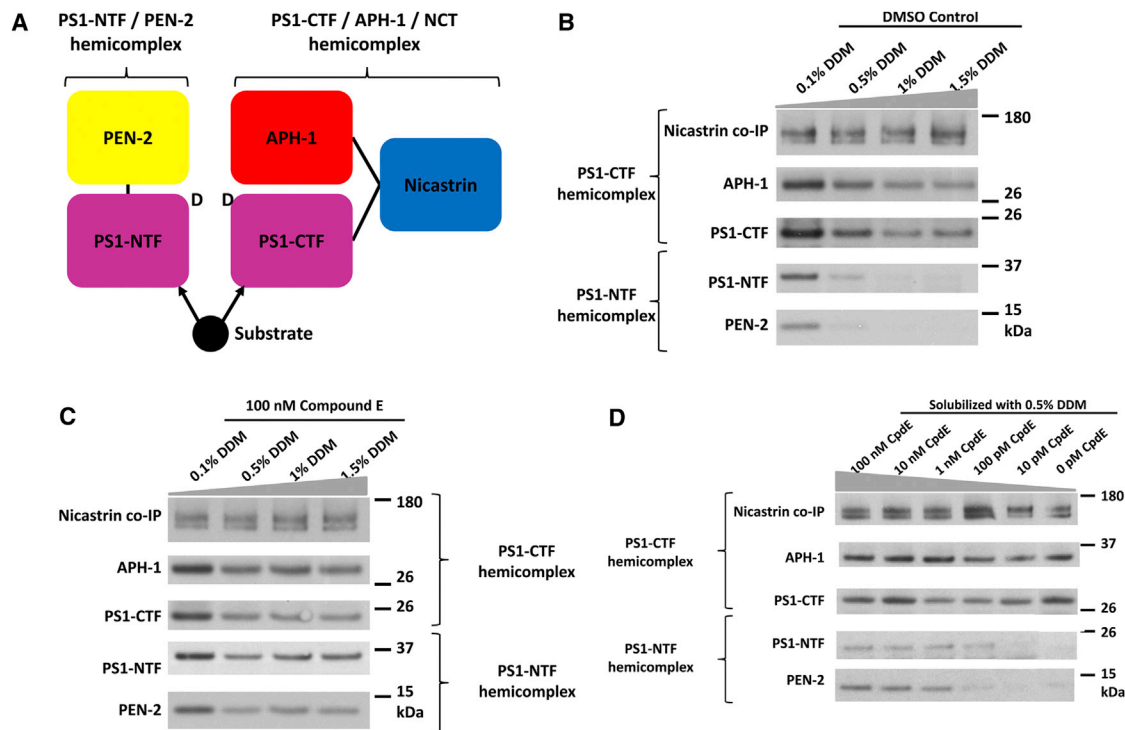 A
PS1-NTF / PEN-2
hemicomplex
PS1-CTF / APH-1 / NCT
hemicomplex
PEN-2
APH-1
Nicastrin
D
D
PS1-NTF
PS1-CTF
Substrate
B
DMSO Control
0.1% DDM
0.5% DDM
1% DDM
1.5% DDM
Nicastrin co-IP
180
PS1-CTF
hemicomplex
APH-1
26
26
PS1-CTF
PS1-NTF
hemicomplex
PS1-NTF
37
PEN-2
15
kDa
C
100 nM Compound E
0.1% DDM
0.5% DDM
1% DDM
1.5% DDM
Nicastrin co-IP
180
APH-1
26
PS1-CTF
hemicomplex
PS1-CTF
26
PS1-NTF
37
PS1-NTF
hemicomplex
PEN-2
15
kDa
D
Solubilized with 0.5% DDM
100 nM CpdE
10 nM CpdE
1 nM CpdE
100 pM CpdE
10 pM CpdE
0 pM CpdE
Nicastrin co-IP
180
PS1-CTF
hemicomplex
APH-1
37
PS1-CTF
26
PS1-NTF
hemicomplex
PS1-NTF
26
PEN-2
15
kDa